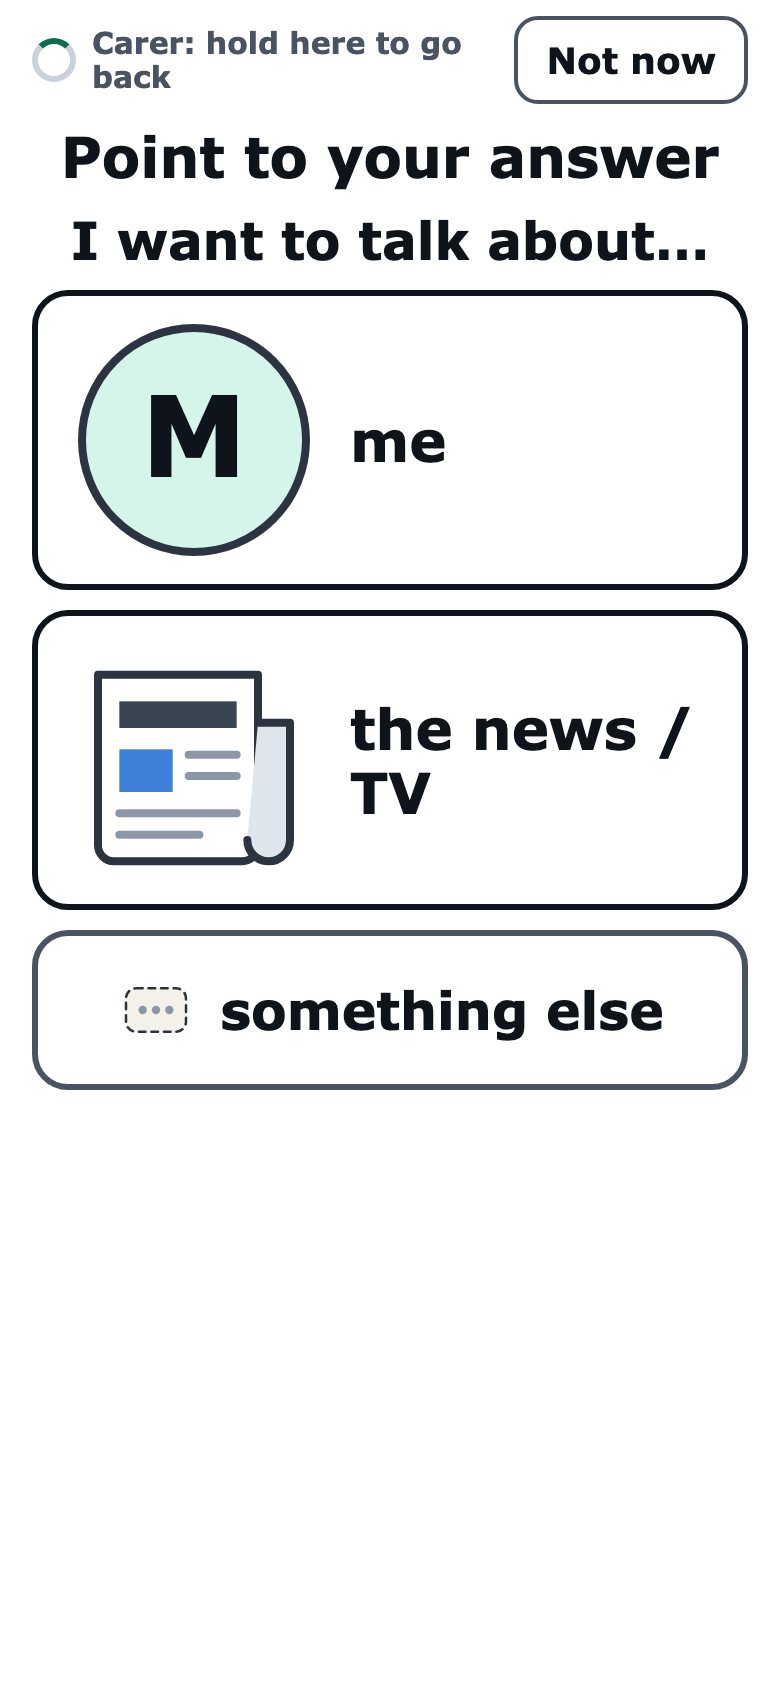 Carer: hold here to go
back
Not now
Point to your answer
I want to talk about...
M
me
the news /
TV
something else